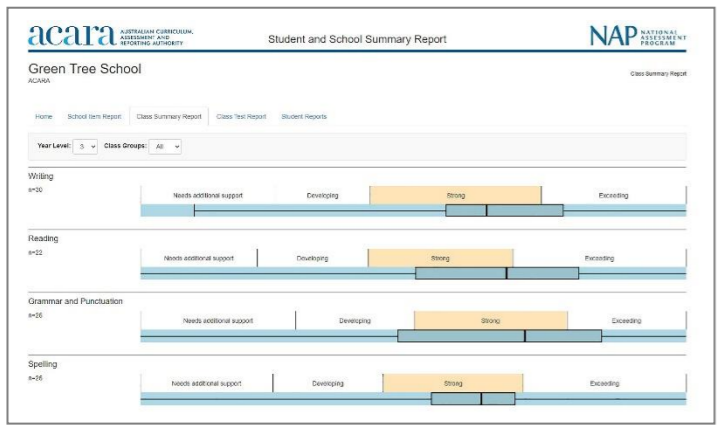 acara AUSTRALIAN CURRICULUM,
ASSESSMENT AND
REPORTING AUTHORITY
Student and School Summary Report
NAP NATIONAL
ASSESSMENT
PROGRAM
Green Tree School
ACARA
Class Summary Report
Home School Item Report Class Summary Report Class Test Report Student Reports
Year Level: 3 Class Groups: All
Writing
n=20
Needs additional support Developing Strong Exceeding
Reading
n=22
Needs additional support Developing Strong Exceeding
Grammar and Punctuation
n=26
Needs additional support Developing Strong Exceeding
Spelling
n=26
Needs additional support Developing Strong Exceeding